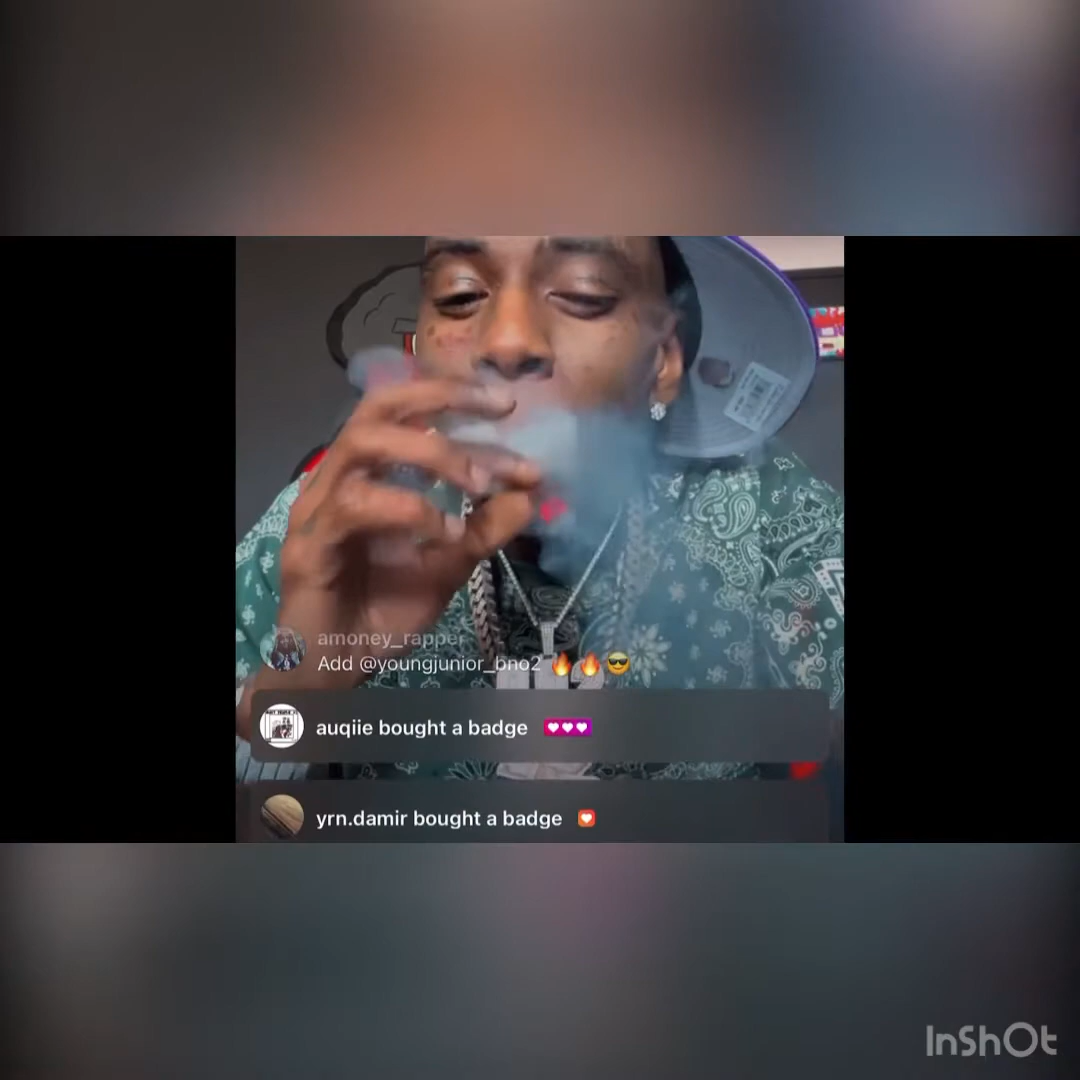 amoney_rapper
Add @youngjunior_bno2 🔥🔥😎
auqiie bought a badge
yrn.damir bought a badge
InShOt